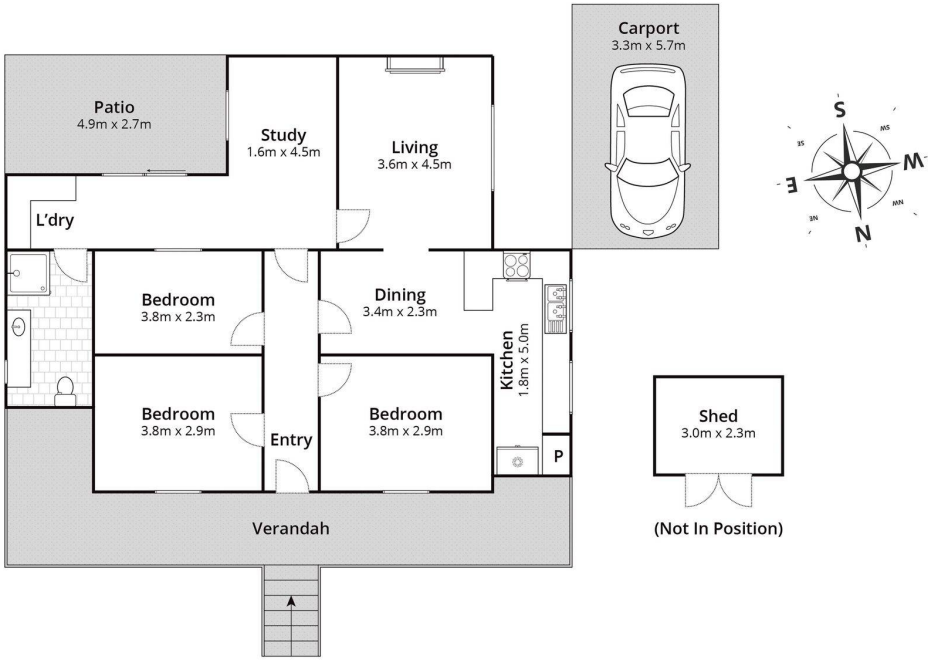 Carport
3.3m x 5.7m
Patio
4.9m x 2.7m
Study
1.6m x 4.5m
Living
3.6m x 4.5m
S
SE
SW
E
W
NE
NW
N
L'dry
Bedroom
3.8m x 2.3m
Dining
3.4m x 2.3m
Kitchen
1.8m x 5.0m
Bedroom
3.8m x 2.9m
Entry
Bedroom
3.8m x 2.9m
P
Shed
3.0m x 2.3m
(Not In Position)
Verandah